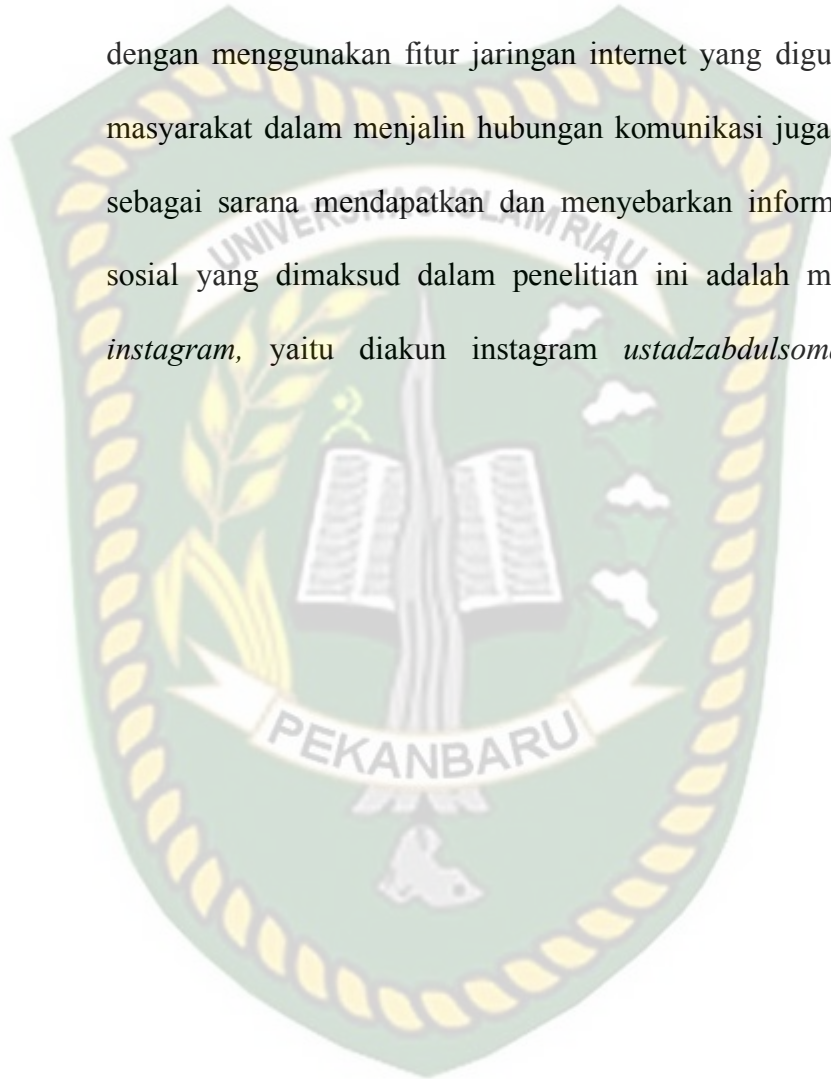 dengan menggunakan fitur jaringan internet yang digu
masyarakat dalam menjalin hubungan komunikasi juga
sebagai sarana mendapatkan dan menyebarkan inform
UNIVERSITAS ISLAM RIAU
sosial yang dimaksud dalam penelitian ini adalah m
instagram, yaitu diakun instagram ustadzabdulsoma
PEKANBARU